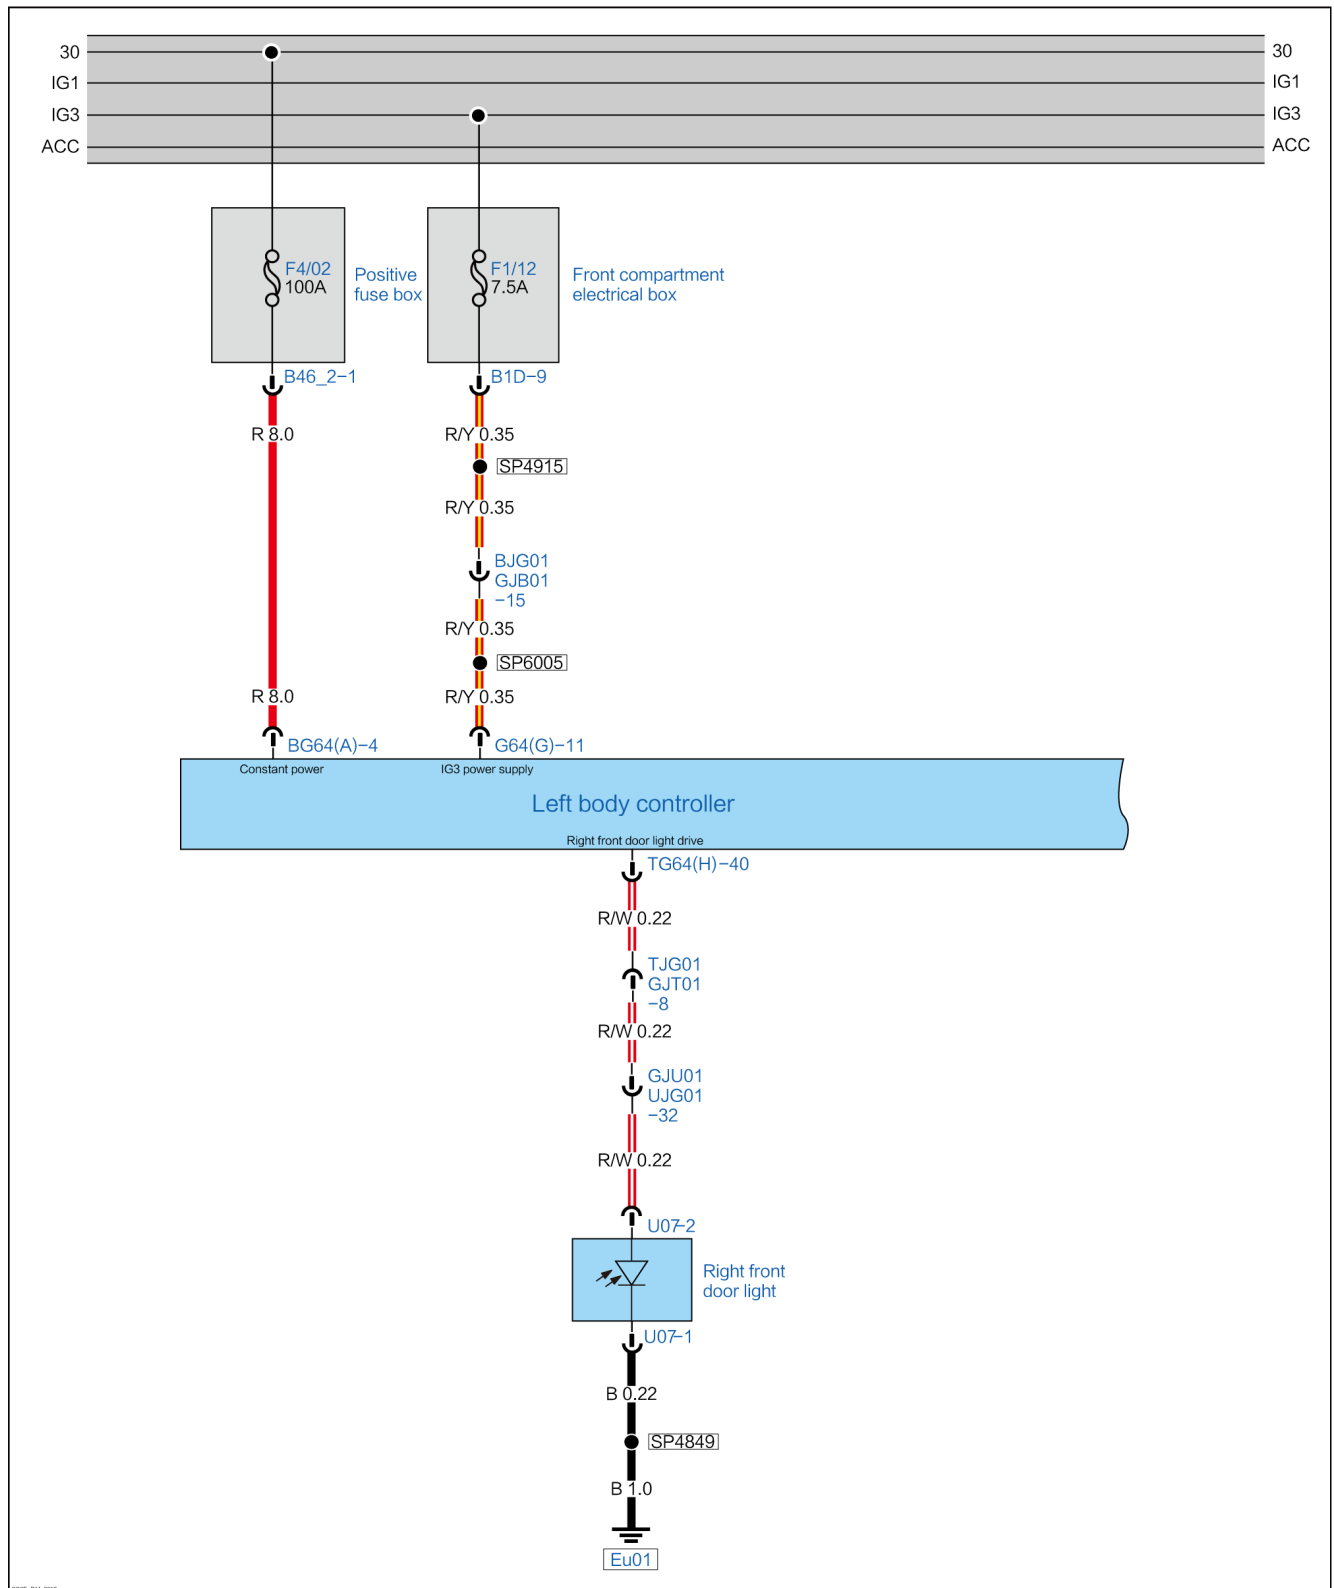 30
30
IG1
IG1
IG3
IG3
ACC
ACC
F4/02
100A
Positive
fuse box
F1/12
7.5A
Front compartment
electrical box
B46_2-1
B1D-9
R 8.0
R/Y 0.35
SP4915
R/Y 0.35
BJG01
GJB01
-15
R/Y 0.35
SP6005
R 8.0
R/Y 0.35
BG64(A)-4
G64(G)-11
Constant power
IG3 power supply
Left body controller
Right front door light drive
TG64(H)-40
R/W 0.22
TJG01
GJT01
-8
R/W 0.22
GJU01
UJG01
-32
R/W 0.22
U07-2
Right front
door light
U07-1
B 0.22
SP4849
B 1.0
Eu01